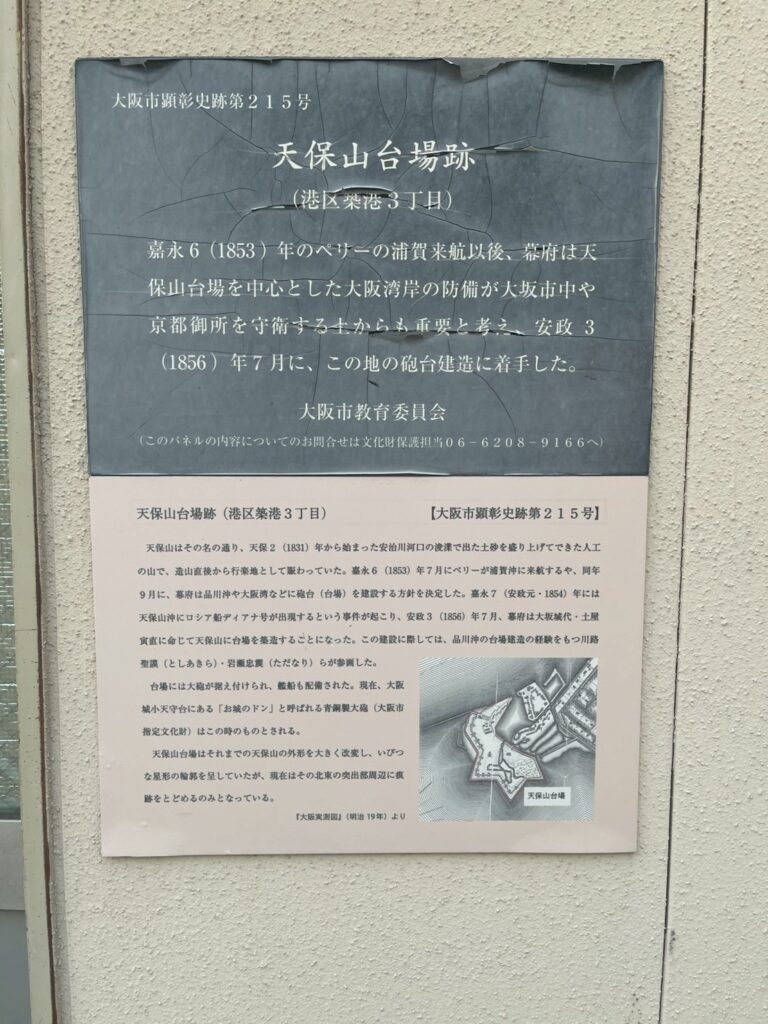 大阪市顕彰史跡第２１５号
天保山台場跡
（港区築港３丁目）
嘉永６（1853）年のペリーの浦賀来航以後、幕府は天
保山台場を中心とした大阪湾岸の防備が大坂市中や
京都御所を守衛する上からも重要と考え、安政３
（1856）年７月に、この地の砲台建造に着手した。
大阪市教育委員会
（このパネルの内容についてのお問合せは文化財保護担当０６－６２０８－９１６６へ）
天保山台場跡（港区築港３丁目）
【大阪市顕彰史跡第２１５号】
天保山はその名の通り、天保２（1831）年から始まった安治川河口の浚渫で出た土砂を盛り上げてできた人工
の山で、造山直後から行楽地として賑わっていた。嘉永６（1853）年７月にペリーが浦賀沖に来航するや、同年
９月に、幕府は品川沖や大阪湾などに砲台（台場）を建設する方針を決定した。嘉永７（安政元・1854）年には
天保山沖にロシア船ディアナ号が出現するという事件が起こり、安政３（1856）年７月、幕府は大坂城代・土屋
寅直に命じて天保山に台場を築造することになった。この建設に際しては、品川沖の台場建造の経験をもつ川路
聖謨（としあきら）・岩瀬忠震（ただなり）らが参画した。
台場には大砲が据え付けられ、艦船も配備された。現在、大阪
城小天守台にある「お城のドン」と呼ばれる青銅製大砲（大阪市
指定文化財）はこの時のものとされる。
天保山台場はそれまでの天保山の外形を大きく改変し、いびつ
な星形の輪郭を呈していたが、現在はその北東の突出部周辺に痕
跡をとどめるのみとなっている。
『大阪実測図』（明治19年）より
天保山台場